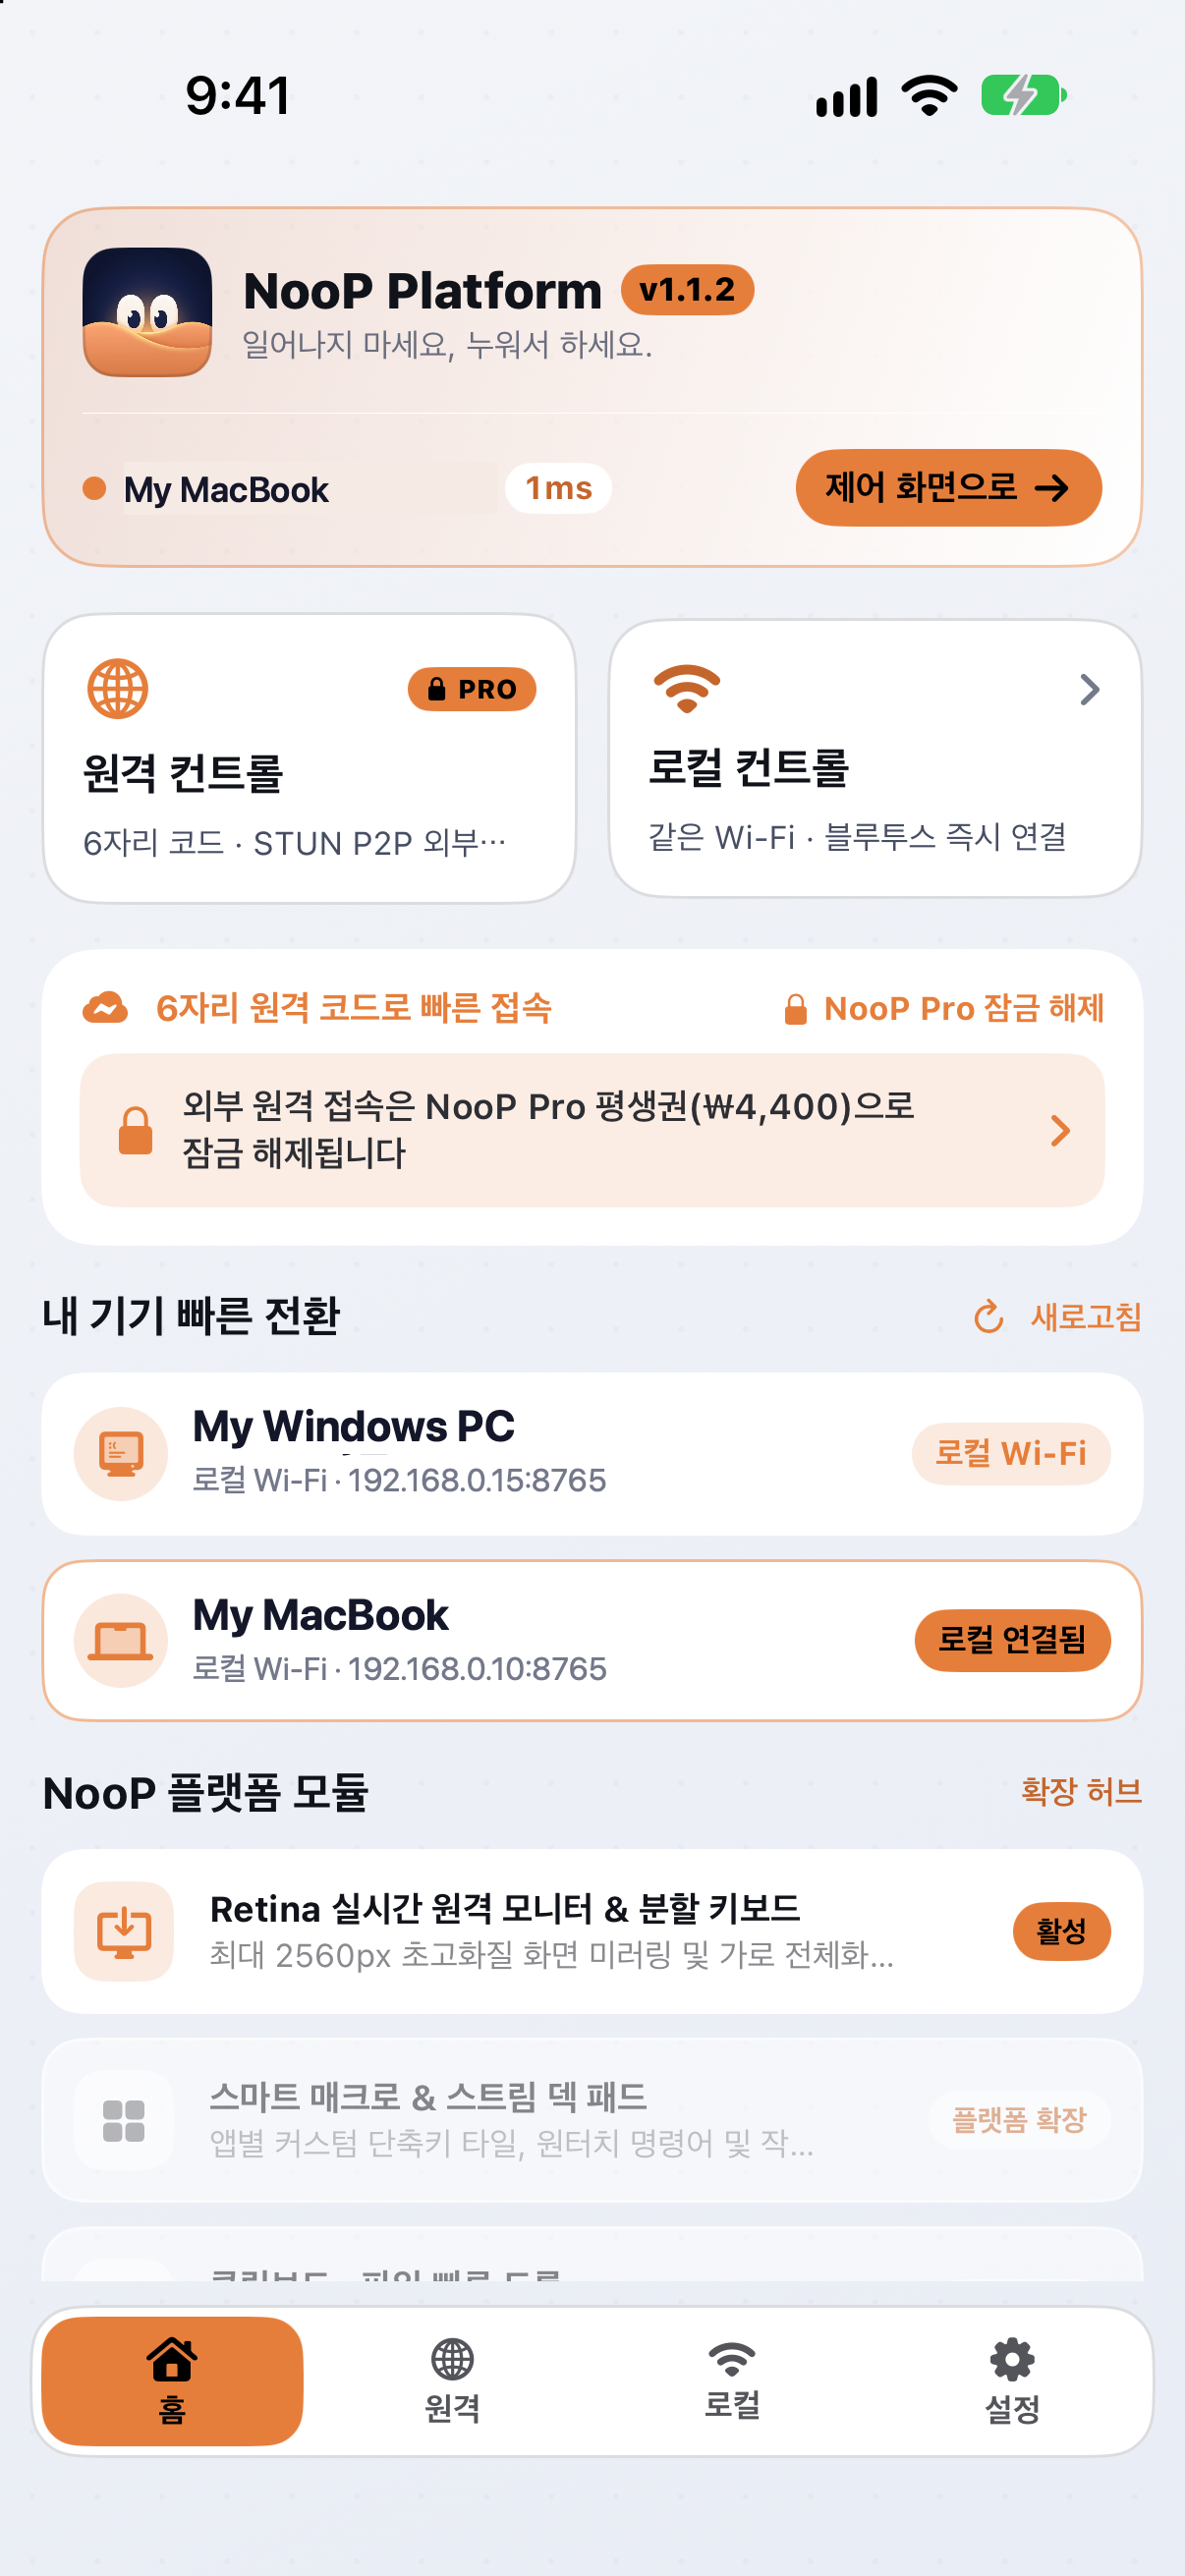 9:41
NooP Platform v1.1.2
일어나지 마세요, 누워서 하세요.
My MacBook 1ms 제어 화면으로 →
PRO
원격 컨트롤
6자리 코드 · STUN P2P 외부…
로컬 컨트롤
같은 Wi-Fi · 블루투스 즉시 연결
6자리 원격 코드로 빠른 접속 NooP Pro 잠금 해제
외부 원격 접속은 NooP Pro 평생권(₩4,400)으로
잠금 해제됩니다
내 기기 빠른 전환 새로고침
My Windows PC
로컬 Wi-Fi · 192.168.0.15:8765
로컬 Wi-Fi
My MacBook
로컬 Wi-Fi · 192.168.0.10:8765
로컬 연결됨
NooP 플랫폼 모듈 확장 허브
Retina 실시간 원격 모니터 & 분할 키보드
최대 2560px 초고화질 화면 미러링 및 가로 전체화...
활성
스마트 매크로 & 스트림 덱 패드
앱별 커스텀 단축키 타일, 원터치 명령어 및 작...
플랫폼 확장
홈 원격 로컬 설정